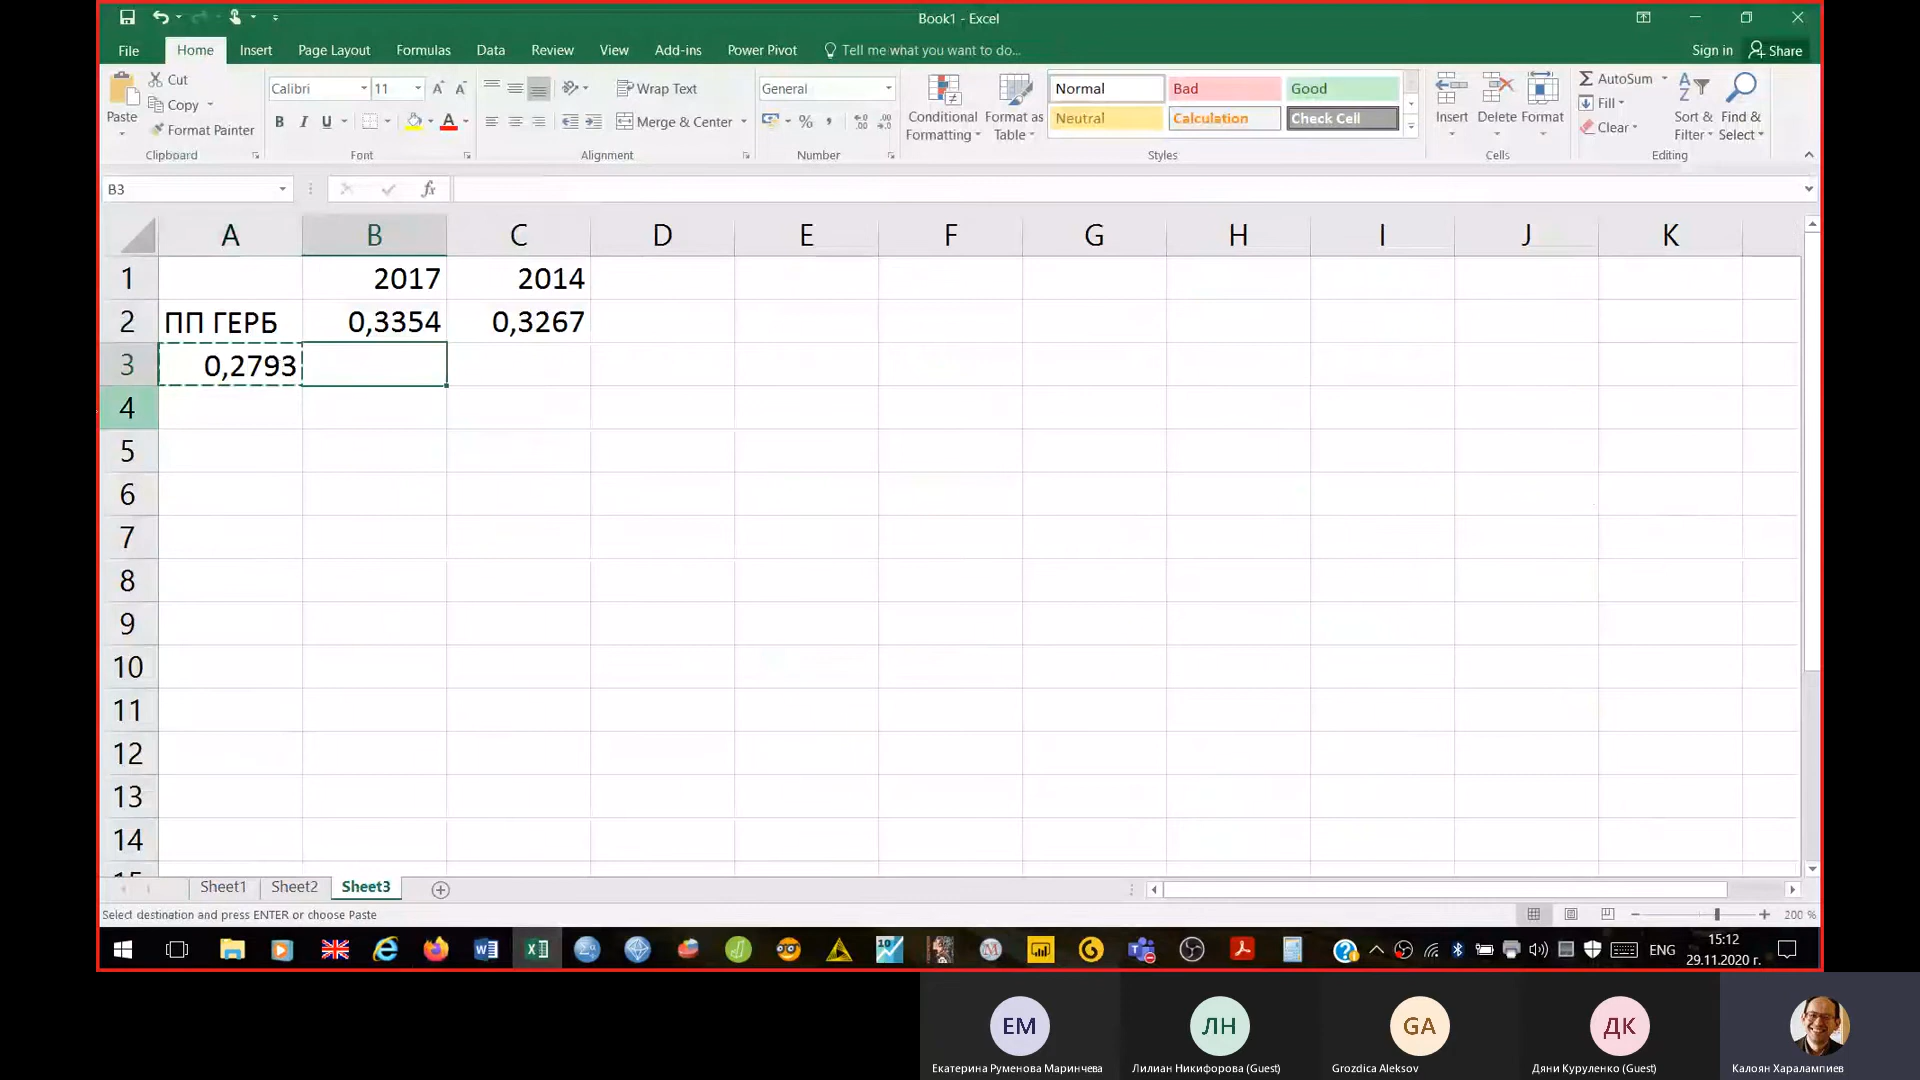 Book1 - Excel
File Home Insert Page Layout Formulas Data Review View Add-ins Power Pivot Tell me what you want to do... Sign in Share
Paste
Cut
Copy
Format Painter
Clipboard
Calibri 11
B I U A
Font
Wrap Text
Merge & Center
Alignment
General
%
Number
Conditional Formatting
Format as Table
Normal Bad Good
Neutral Calculation Check Cell
Styles
Insert Delete Format
Cells
AutoSum
Fill
Clear
Sort & Filter
Find & Select
Editing
B3 fx
A B C D E F G H I J K
1 2017 2014
2 ПП ГЕРБ 0,3354 0,3267
3 0,2793
4
5
6
7
8
9
10
11
12
13
14
15
Sheet1 Sheet2 Sheet3
Select destination and press ENTER or choose Paste 200 %
ENG 15:12
29.11.2020 г.
ЕМ ЛН GA ДК
Екатерина Руменова Маринчева Лилиан Никифорова (Guest) Grozdica Aleksov Дяни Куруленко (Guest) Калоян Харалампиев